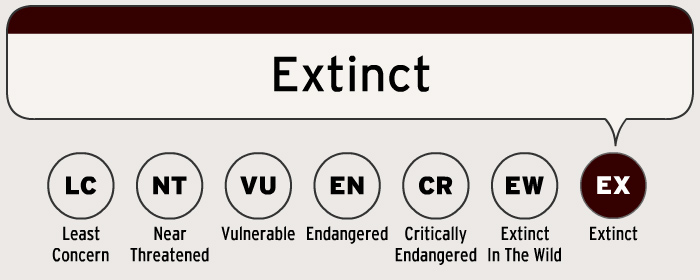 Extinct
LC NT VU EN CR EW EX
Least Near Vulnerable Endangered Critically Extinct Extinct
Concern Threatened Endangered In The Wild